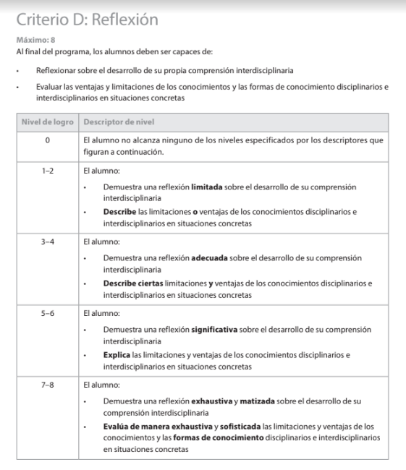 Criterio D: Reflexión
Máximo: 8
Al final del programa, los alumnos deben ser capaces de:
• Reflexionar sobre el desarrollo de su propia comprensión interdisciplinaria
• Evaluar las ventajas y limitaciones de los conocimientos y las formas de conocimiento disciplinarios e
interdisciplinarios en situaciones concretas
Nivel de logro Descriptor de nivel
0 El alumno no alcanza ninguno de los niveles especificados por los descriptores que
figuran a continuación.
1–2 El alumno:
• Demuestra una reflexión limitada sobre el desarrollo de su comprensión
interdisciplinaria
• Describe las limitaciones o ventajas de los conocimientos disciplinarios e
interdisciplinarios en situaciones concretas
3–4 El alumno:
• Demuestra una reflexión adecuada sobre el desarrollo de su comprensión
interdisciplinaria
• Describe ciertas limitaciones y ventajas de los conocimientos disciplinarios e
interdisciplinarios en situaciones concretas
5–6 El alumno:
• Demuestra una reflexión significativa sobre el desarrollo de su comprensión
interdisciplinaria
• Explica las limitaciones y ventajas de los conocimientos disciplinarios e
interdisciplinarios en situaciones concretas
7–8 El alumno:
• Demuestra una reflexión exhaustiva y matizada sobre el desarrollo de su
comprensión interdisciplinaria
• Evalúa de manera exhaustiva y sofisticada las limitaciones y ventajas de los
conocimientos y las formas de conocimiento disciplinarios e interdisciplinarios
en situaciones concretas